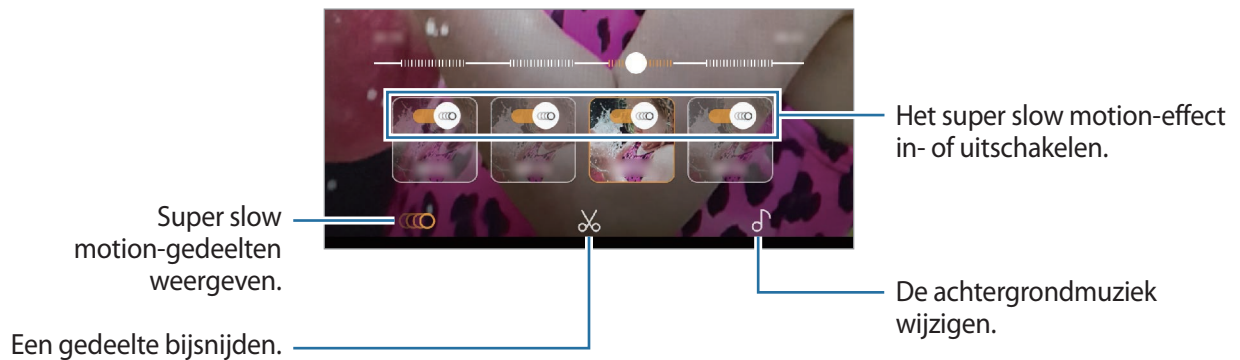 Het super slow motion-effect
in- of uitschakelen.
Super slow
motion-gedeelten
weergeven.
De achtergrondmuziek
wijzigen.
Een gedeelte bijsnijden.